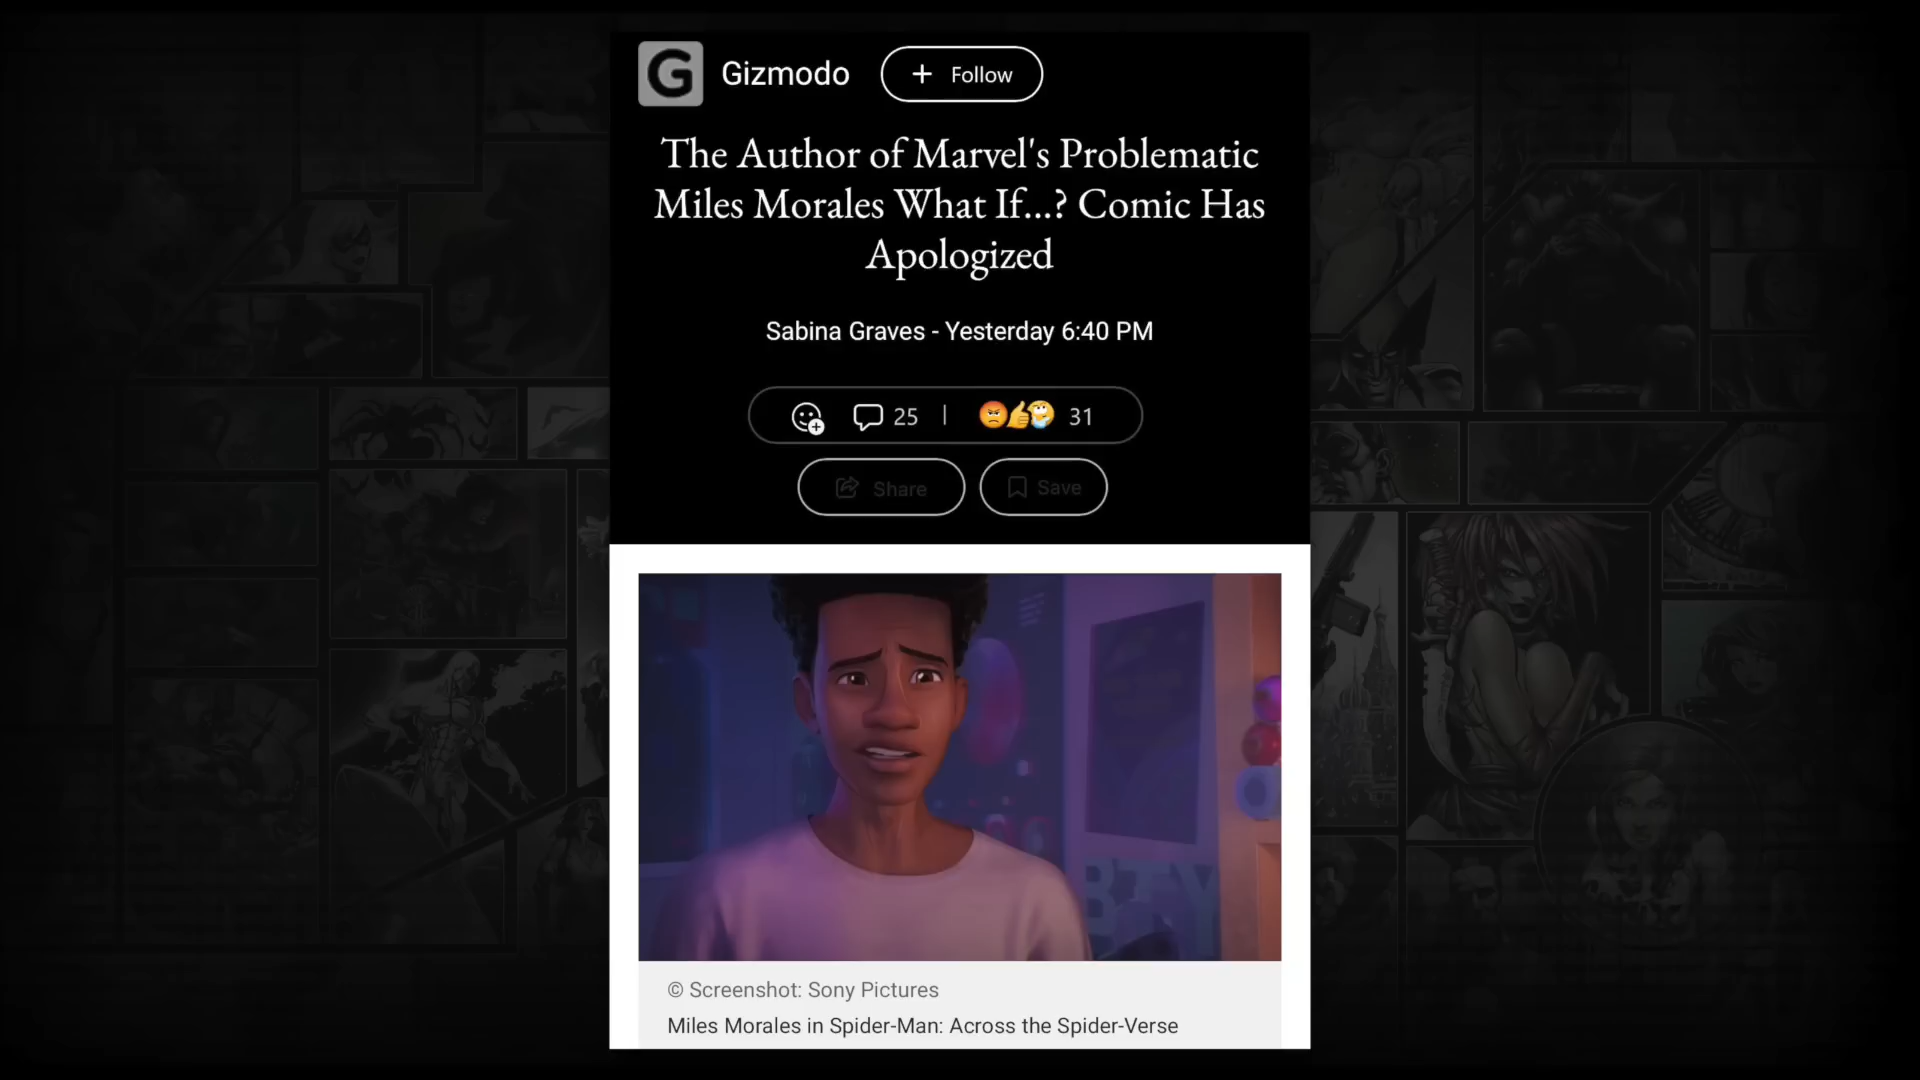 G Gizmodo + Follow
The Author of Marvel's Problematic
Miles Morales What If...? Comic Has
Apologized
Sabina Graves - Yesterday 6:40 PM
25 | 31
Share Save
© Screenshot: Sony Pictures
Miles Morales in Spider-Man: Across the Spider-Verse